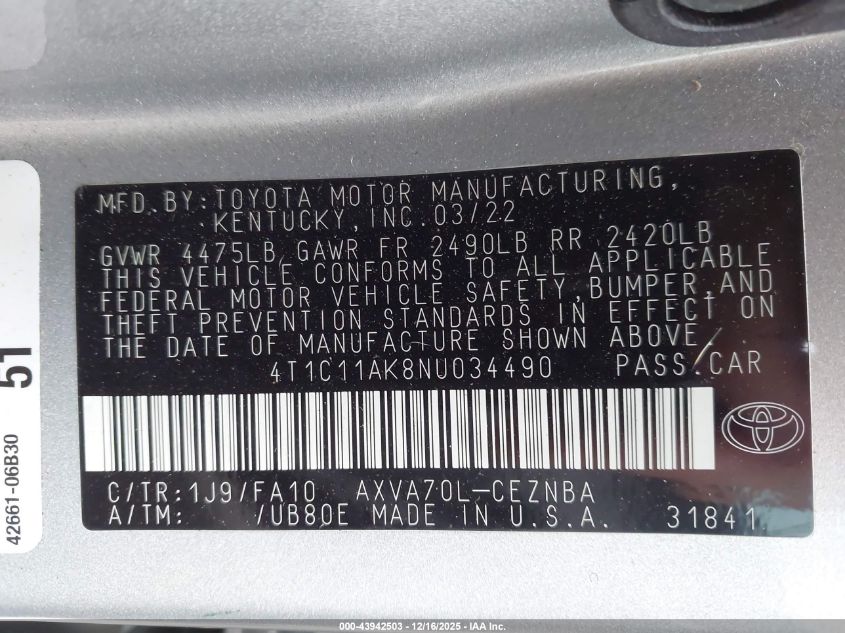 MFD. BY: TOYOTA MOTOR MANUFACTURING,
KENTUCKY, INC. 03/22
GVWR 4475LB GAWR FR 2490LB RR 2420LB
THIS VEHICLE CONFORMS TO ALL APPLICABLE
FEDERAL MOTOR VEHICLE SAFETY, BUMPER, AND
THEFT PREVENTION STANDARDS IN EFFECT ON
THE DATE OF MANUFACTURE SHOWN ABOVE.
4T1C11AK8NU034490 PASS. CAR
C/TR: 1J9/FA10 AXVA70L-CEZNBA
A/TM: /UB80E MADE IN U.S.A. 31841
51
42661-06B30
000-43942503 - 12/16/2025 - IAA Inc.